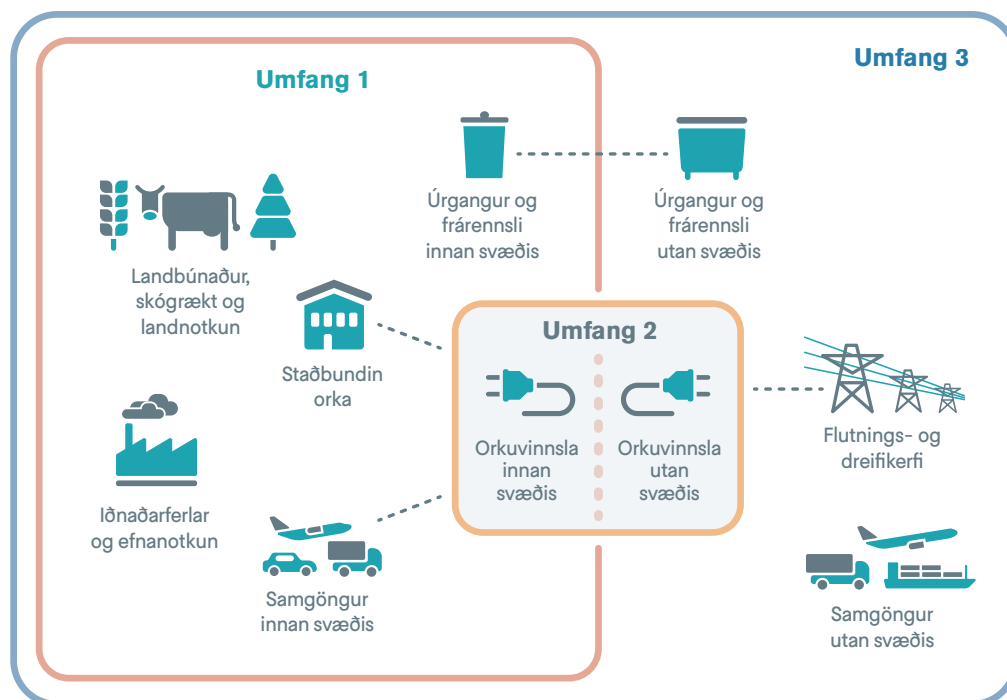 Umfang 1
Umfang 3
Úrgangur og
frárennsli
innan svæðis
Úrgangur og
frárennsli
utan svæðis
Landbúnaður,
skógrækt og
landnotkun
Staðbundin
orka
Umfang 2
Orkuvinnsla
innan
svæðis
Orkuvinnsla
utan
svæðis
Flutnings- og
dreifikerfi
Iðnaðarferlar
og efnanotkun
Samgöngur
innan svæðis
Samgöngur
utan svæðis